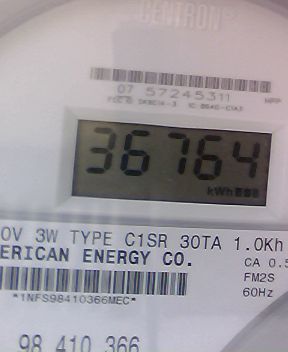 CENTRON
07 57245311
36764
kWh
0V 3W TYPE C1SR 30TA 1.0Kh
ERICAN ENERGY CO.
CA 0.5
FM2S
*1NFS98410366MEC*
60Hz
98 410 366